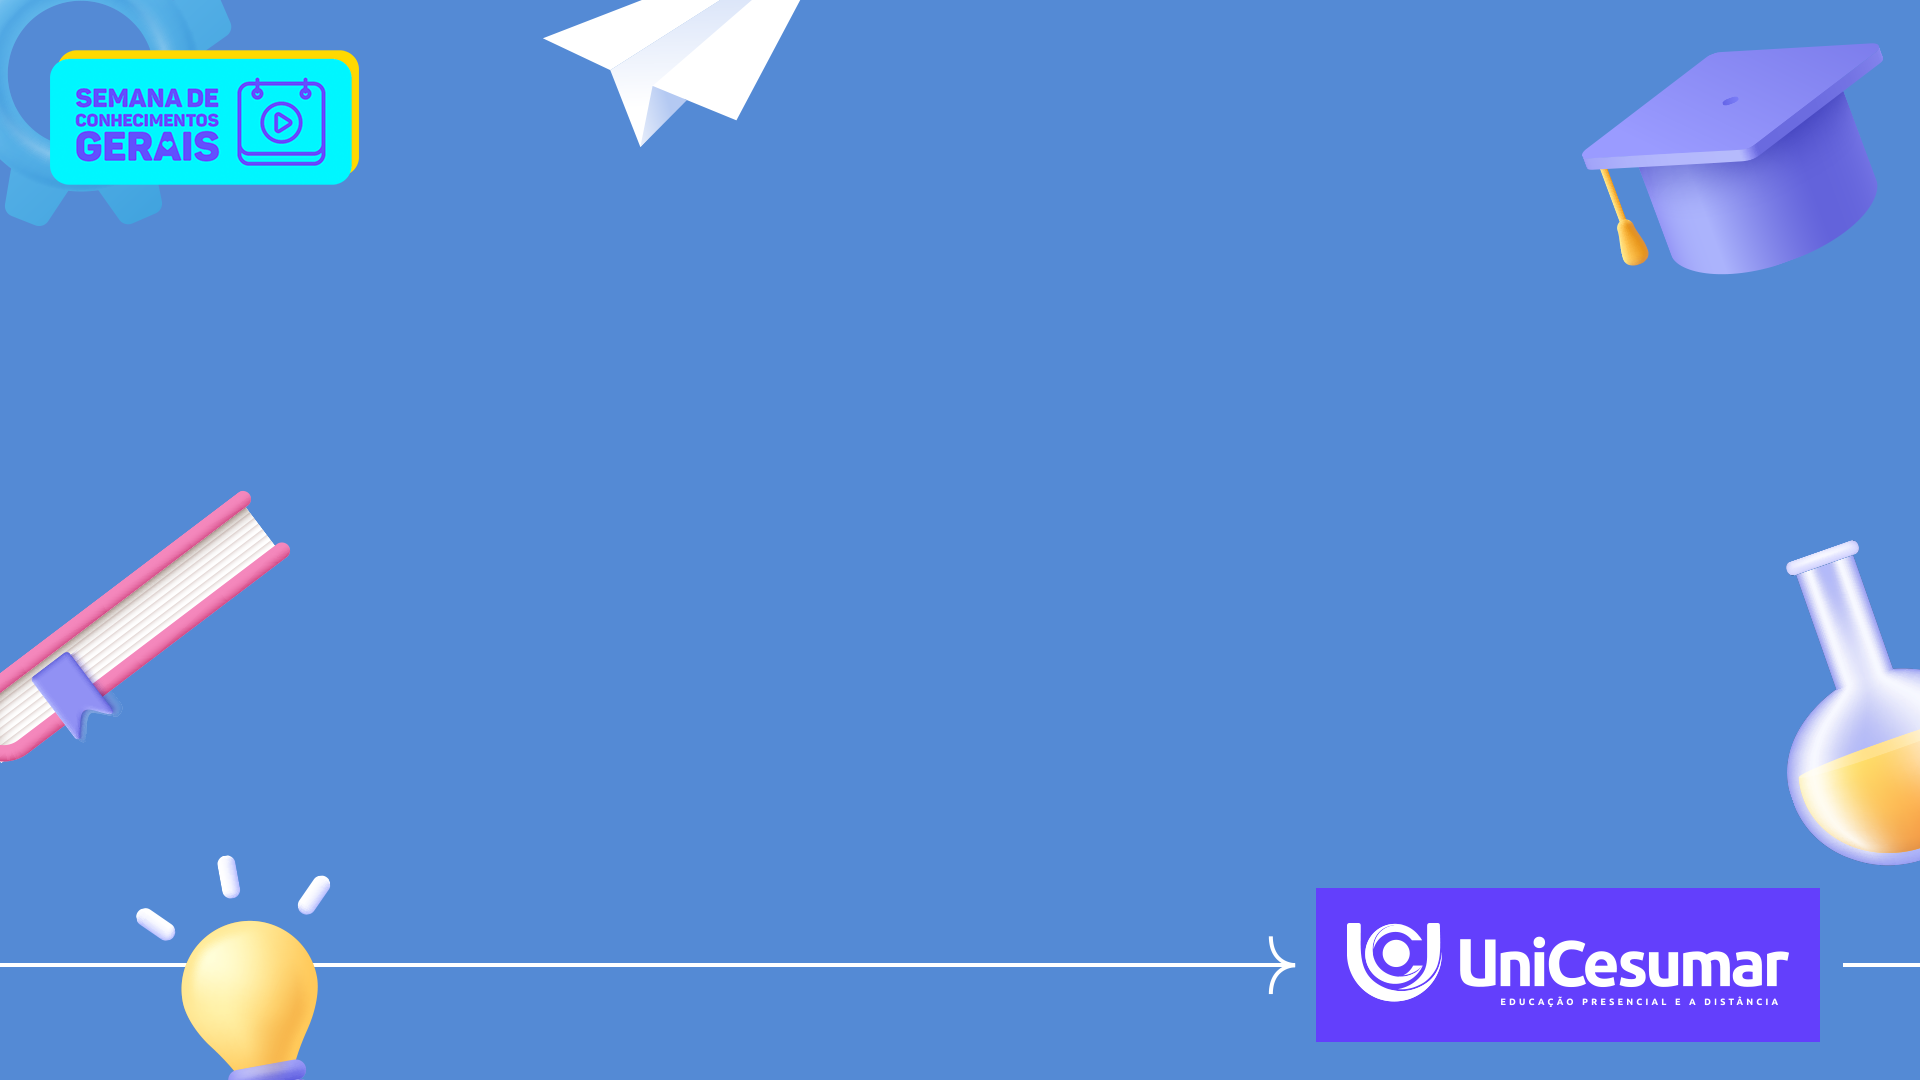 SEMANA DE
CONHECIMENTOS
GERAIS
UniCesumar
EDUCAÇÃO PRESENCIAL E A DISTÂNCIA